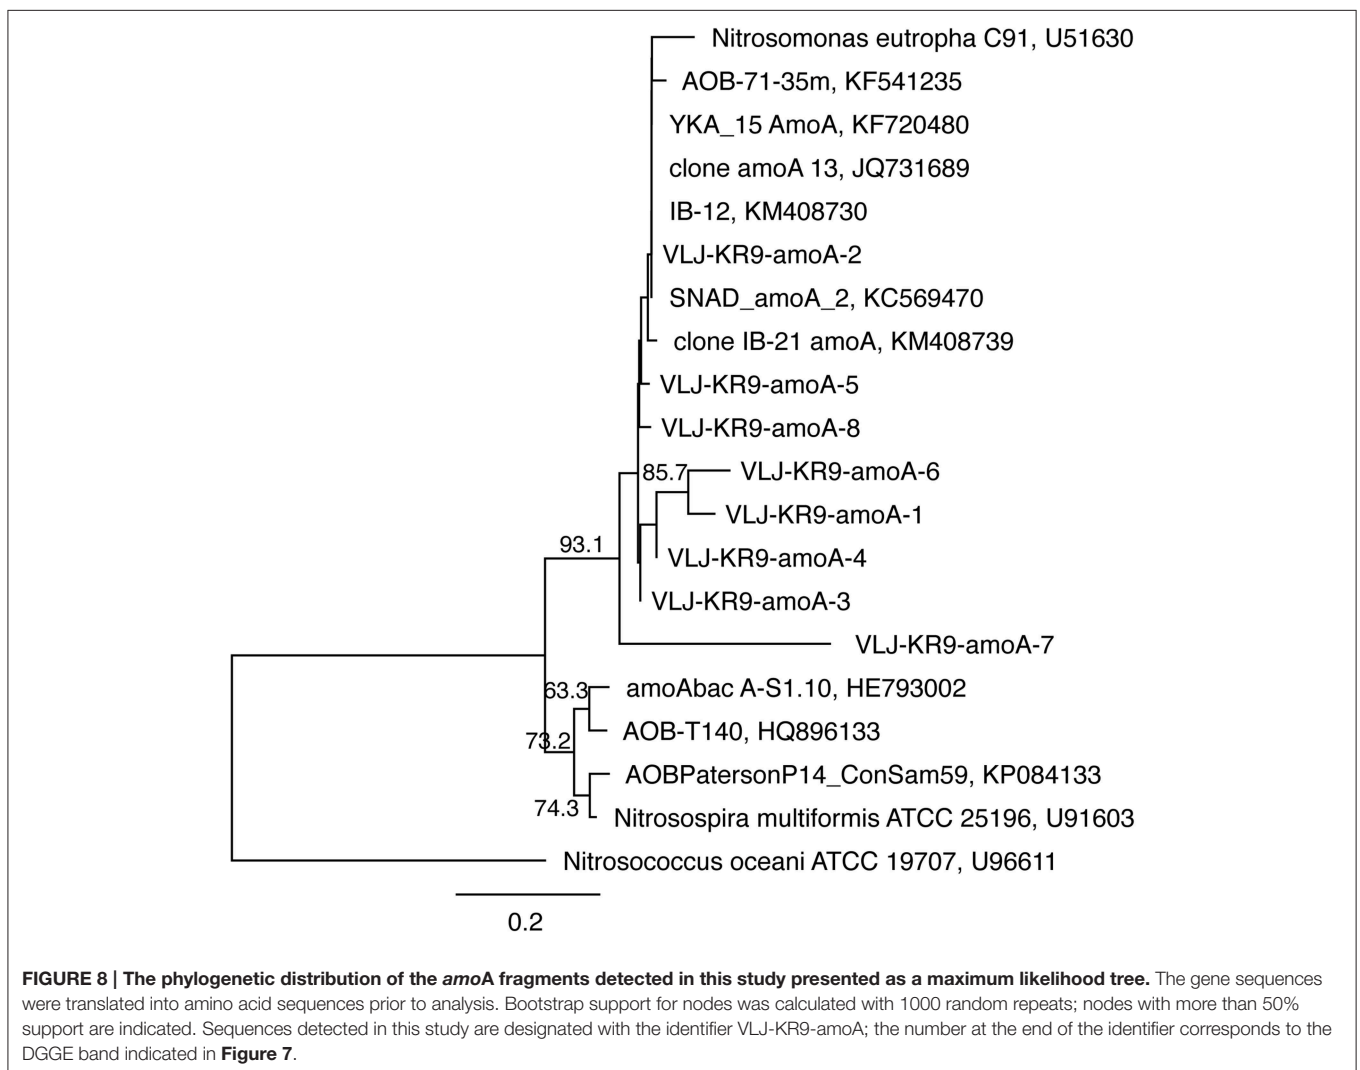 Nitrosomonas eutropha C91, U51630
AOB-71-35m, KF541235
YKA_15 AmoA, KF720480
clone amoA 13, JQ731689
IB-12, KM408730
VLJ-KR9-amoA-2
SNAD_amoA_2, KC569470
clone IB-21 amoA, KM408739
VLJ-KR9-amoA-5
VLJ-KR9-amoA-8
85.7
VLJ-KR9-amoA-6
VLJ-KR9-amoA-1
93.1
VLJ-KR9-amoA-4
VLJ-KR9-amoA-3
VLJ-KR9-amoA-7
63.3
amoAbac A-S1.10, HE793002
73.2
AOB-T140, HQ896133
AOBPatersonP14_ConSam59, KP084133
74.3
Nitrosospira multiformis ATCC 25196, U91603
Nitrosococcus oceani ATCC 19707, U96611
0.2
FIGURE 8 | The phylogenetic distribution of the amoA fragments detected in this study presented as a maximum likelihood tree. The gene sequences
were translated into amino acid sequences prior to analysis. Bootstrap support for nodes was calculated with 1000 random repeats; nodes with more than 50%
support are indicated. Sequences detected in this study are designated with the identifier VLJ-KR9-amoA; the number at the end of the identifier corresponds to the
DGGE band indicated in Figure 7.